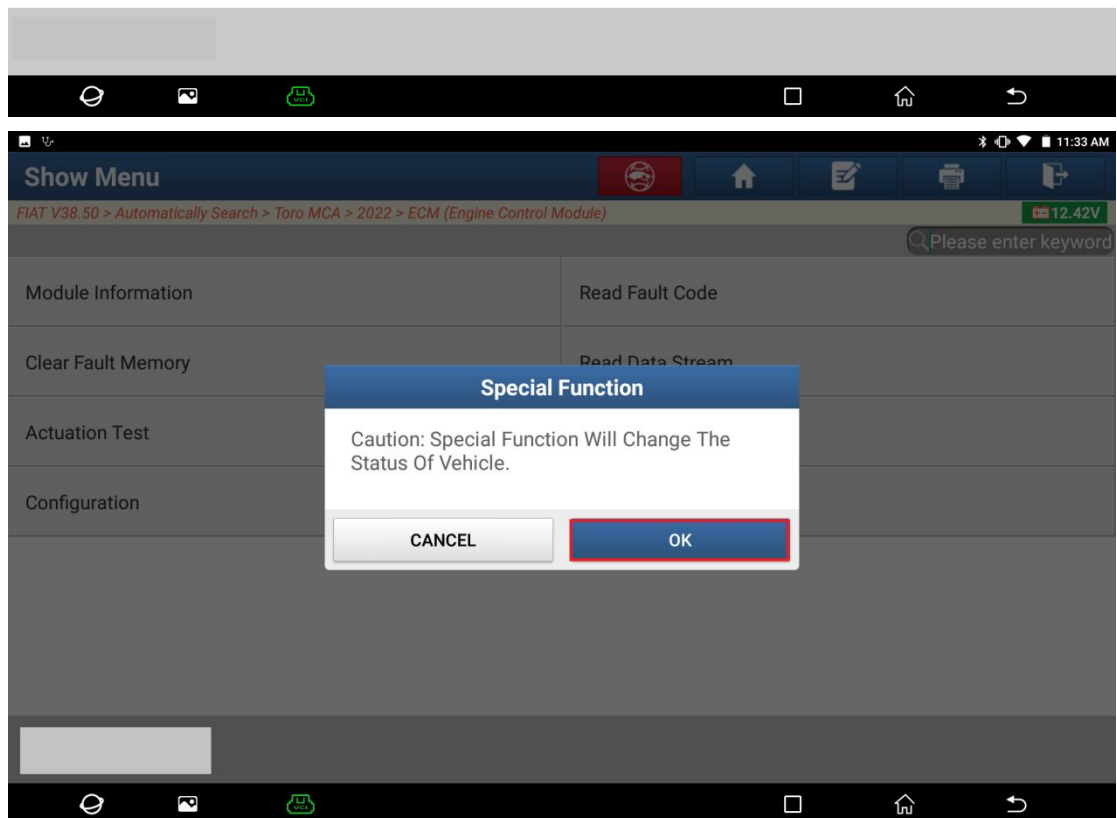 VCI
11:33 AM
Show Menu
FIAT V38.50 > Automatically Search > Toro MCA > 2022 > ECM (Engine Control Module)
12.42V
Please enter keyword
Module Information
Read Fault Code
Clear Fault Memory
Read Data Stream
Special Function
Actuation Test
Caution: Special Function Will Change The
Status Of Vehicle.
Configuration
CANCEL
OK
VCI